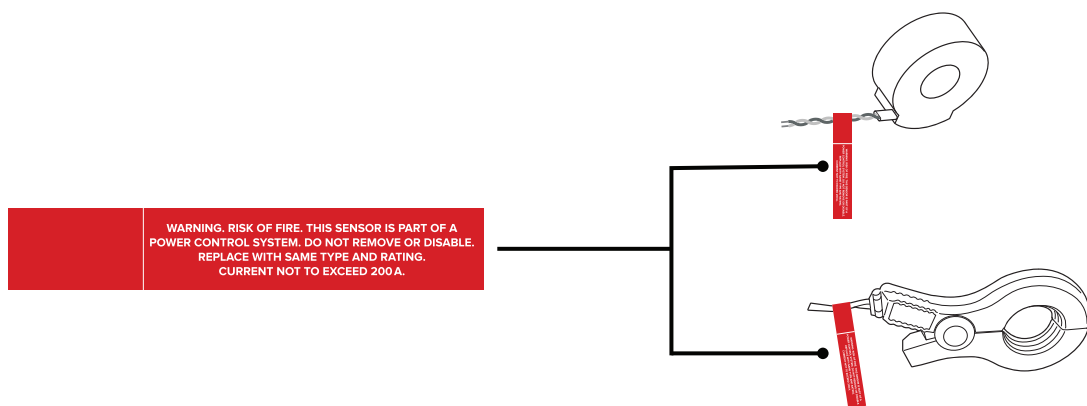 WARNING. RISK OF FIRE. THIS SENSOR IS PART OF A
POWER CONTROL SYSTEM. DO NOT REMOVE OR DISABLE.
REPLACE WITH SAME TYPE AND RATING.
CURRENT NOT TO EXCEED 200A.